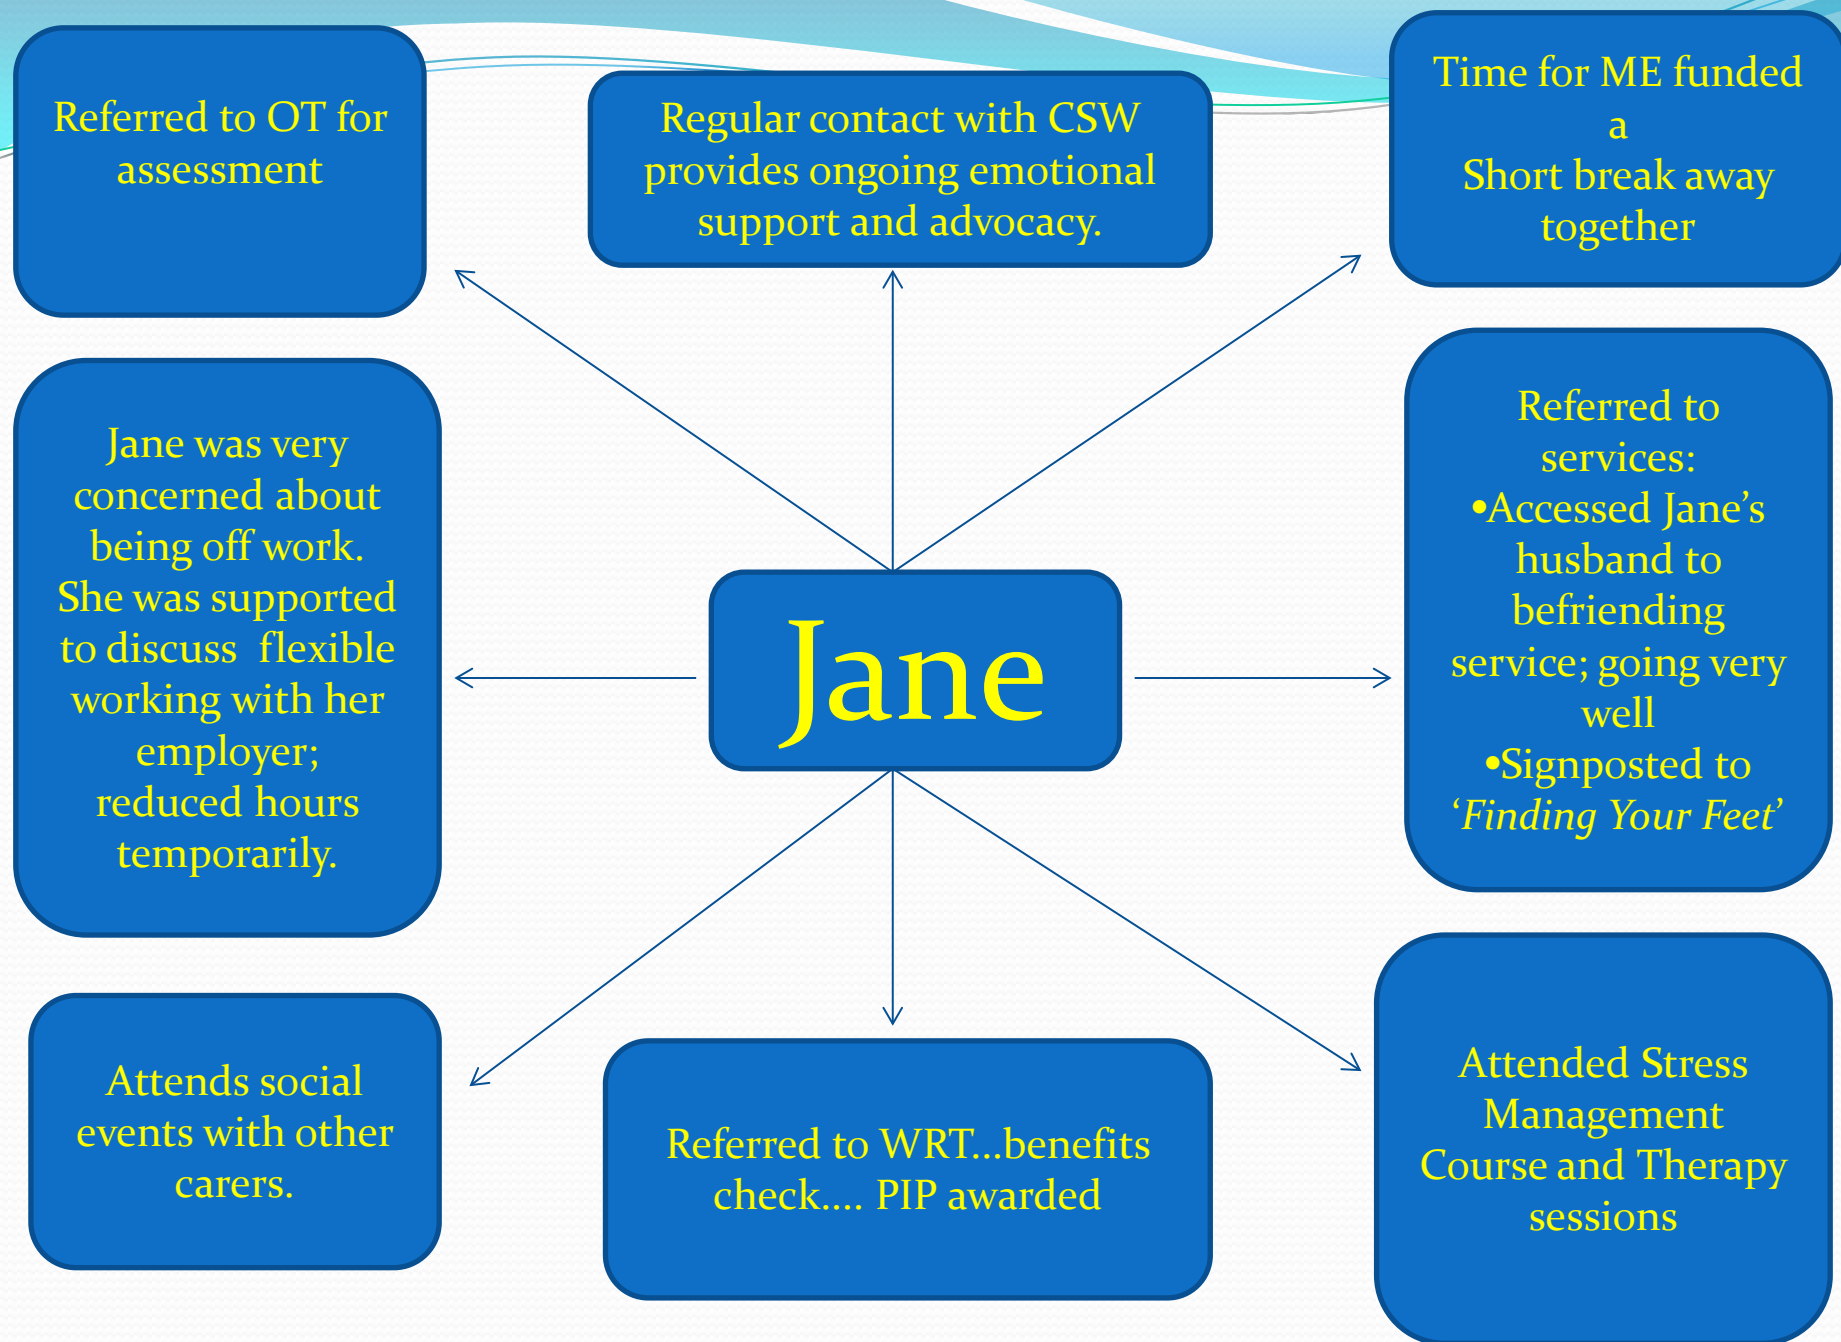 Referred to OT for
assessment
Regular contact with CSW
provides ongoing emotional
support and advocacy.
Time for ME funded
a
Short break away
together
Jane was very
concerned about
being off work.
She was supported
to discuss  flexible
working with her
employer;
reduced hours
temporarily.
Jane
Referred to
services:
•Accessed Jane’s
husband to
befriending
service; going very
well
•Signposted to
‘Finding Your Feet’
Attends social
events with other
carers.
Referred to WRT...benefits
check.... PIP awarded
Attended Stress
Management
Course and Therapy
sessions